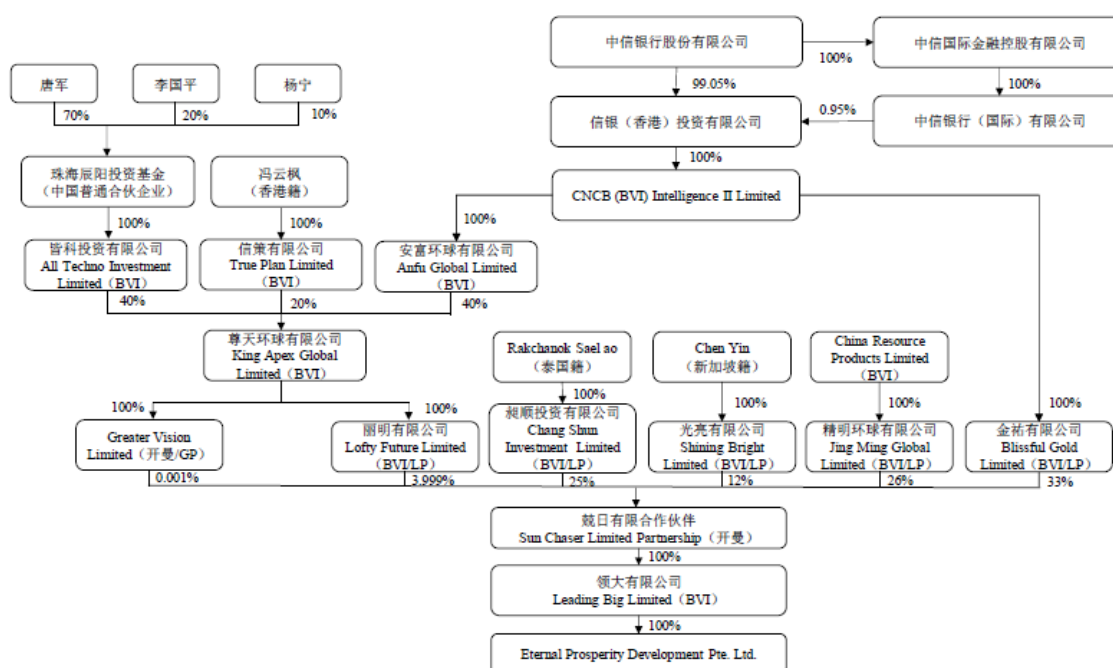 中信银行股份有限公司
100%
中信国际金融控股有限公司
唐军
李国平
杨宁
70%
20%
10%
99.05%
100%
信银（香港）投资有限公司
0.95%
中信银行（国际）有限公司
100%
珠海辰阳投资基金
（中国普通合伙企业）
冯云枫
（香港籍）
CNCB (BVI) Intelligence II Limited
100%
100%
100%
皆科投资有限公司
All Techno Investment
Limited（BVI）
信策有限公司
True Plan Limited
（BVI）
安富环球有限公司
Anfu Global Limited
（BVI）
100%
40%
20%
40%
尊天环球有限公司
King Apex Global
Limited（BVI）
Rakchanok Sael ao
（泰国籍）
Chen Yin
（新加坡籍）
China Resource
Products Limited
（BVI）
100%
100%
100%
100%
100%
Greater Vision
Limited（开曼/GP）
丽明有限公司
Lofty Future Limited
（BVI/LP）
昶顺投资有限公司
Chang Shun
Investment Limited
（BVI/LP）
光亮有限公司
Shining Bright
Limited（BVI/LP）
精明环球有限公司
Jing Ming Global
Limited（BVI/LP）
金祐有限公司
Blissful Gold
Limited（BVI/LP）
0.001%
3.999%
25%
12%
26%
33%
兢日有限合作伙伴
Sun Chaser Limited Partnership（开曼）
100%
领大有限公司
Leading Big Limited（BVI）
100%
Eternal Prosperity Development Pte. Ltd.